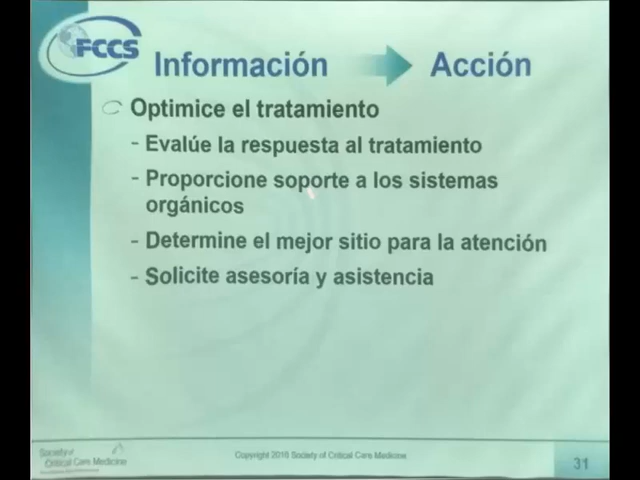 FCCS
Información Acción
Optimice el tratamiento
- Evalúe la respuesta al tratamiento
- Proporcione soporte a los sistemas
orgánicos
- Determine el mejor sitio para la atención
- Solicite asesoría y asistencia
Society of
Critical Care Medicine
Copyright 2016 Society of Critical Care Medicine
31